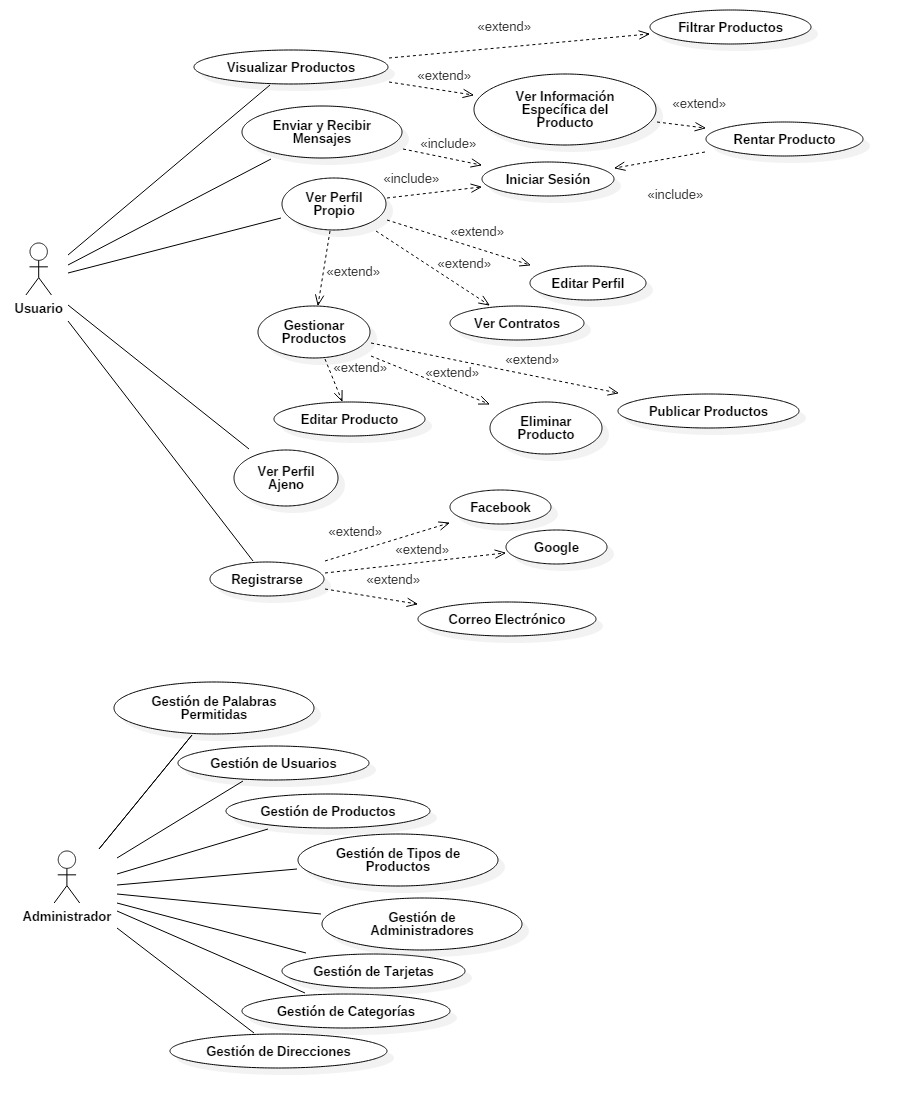 «extend»
Filtrar Productos
Visualizar Productos
«extend»
Ver Información
Específica del
Producto
«extend»
Enviar y Recibir
Mensajes
Rentar Producto
«include»
Iniciar Sesión
«include»
«include»
Ver Perfil
Propio
«extend»
«extend»
«extend»
Editar Perfil
Usuario
Gestionar
Productos
Ver Contratos
«extend»
«extend»
«extend»
Editar Producto
Eliminar
Producto
Publicar Productos
Ver Perfil
Ajeno
Facebook
«extend»
«extend»
Google
Registrarse
«extend»
Correo Electrónico
Gestión de Palabras
Permitidas
Gestión de Usuarios
Gestión de Productos
Gestión de Tipos de
Productos
Administrador
Gestión de
Administradores
Gestión de Tarjetas
Gestión de Categorías
Gestión de Direcciones